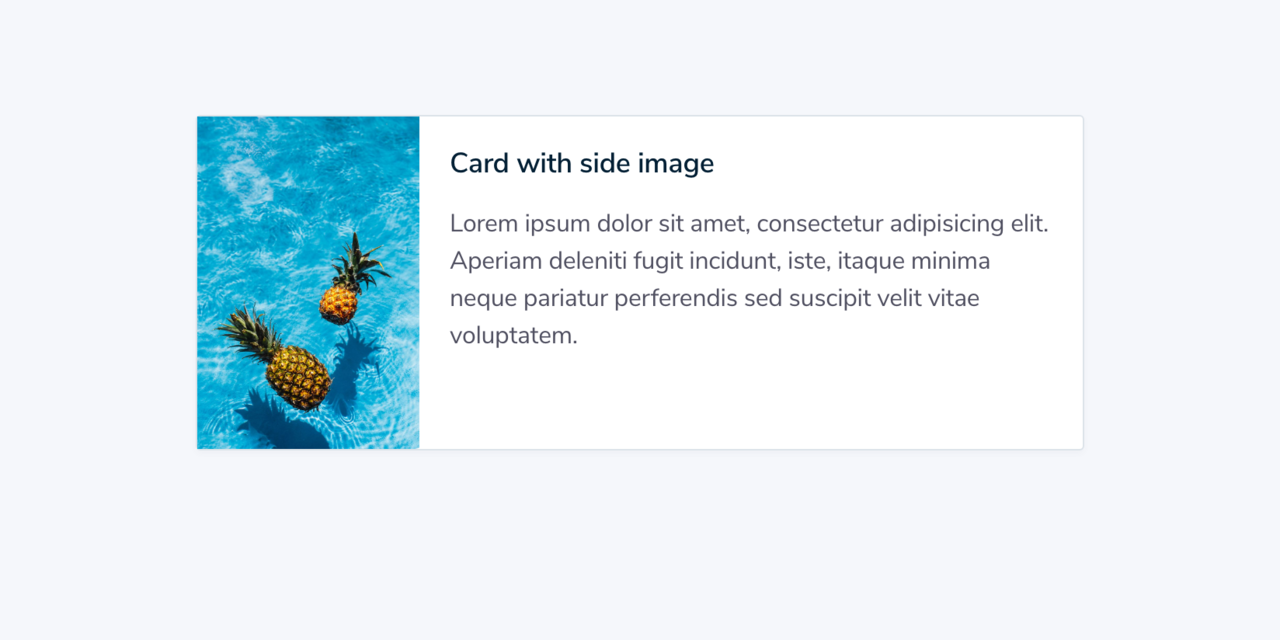 Card with side image
Lorem ipsum dolor sit amet, consectetur adipisicing elit.
Aperiam deleniti fugit incidunt, iste, itaque minima
neque pariatur perferendis sed suscipit velit vitae
voluptatem.